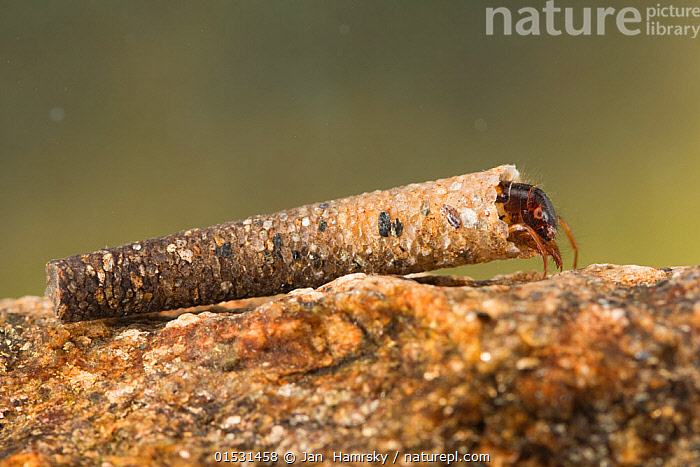 nature picture library
01531458 © Jan Hamrsky / naturepl.com